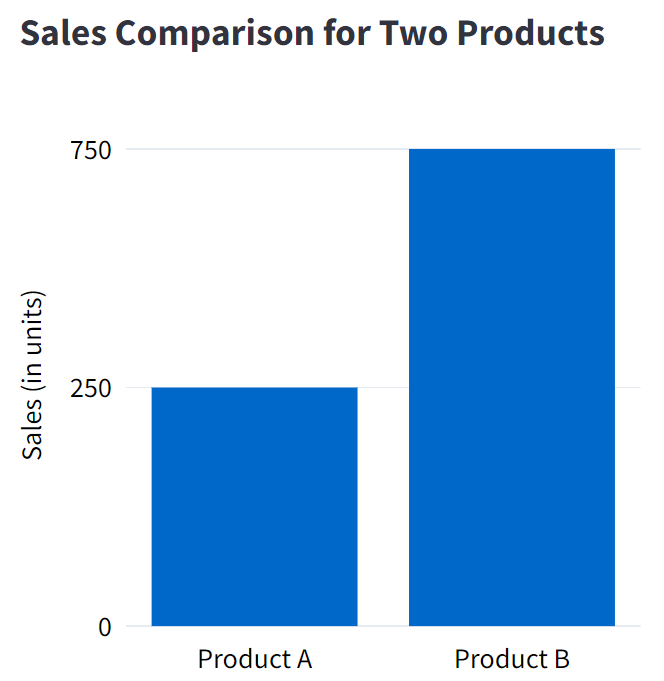 Sales Comparison for Two Products
750
250
0
Sales (in units)
Product A
Product B